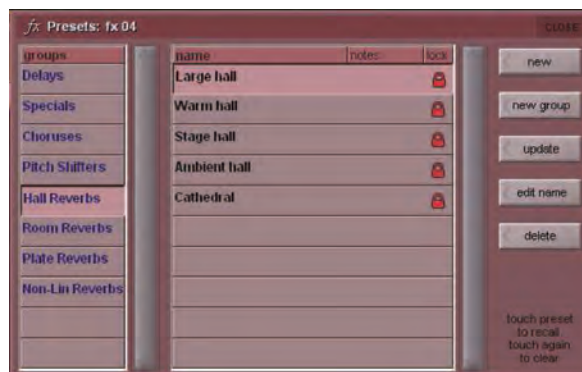 fx Presets: fx 04
CLOSE
groups
Delays
Specials
Choruses
Pitch Shifters
Hall Reverbs
Room Reverbs
Plate Reverbs
Non-Lin Reverbs
name notes lock
Large hall
Warm hall
Stage hall
Ambient hall
Cathedral
new
new group
update
edit name
delete
touch preset
to recall
touch again
to clear